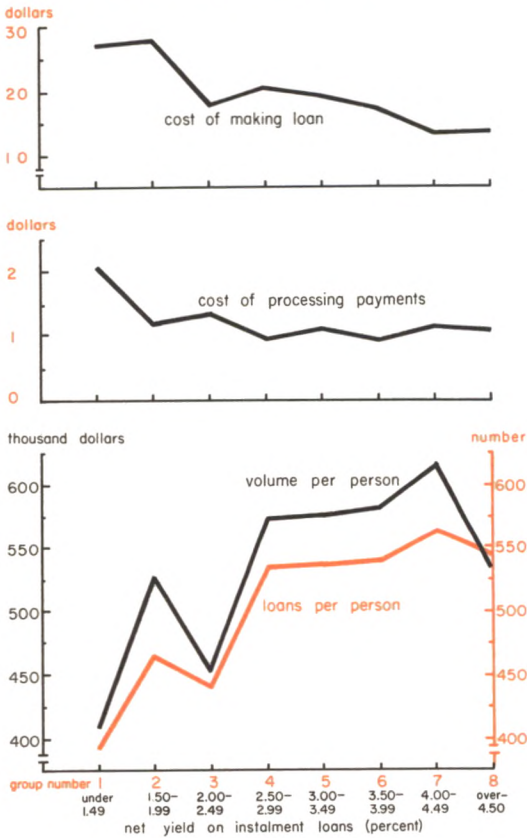 dollars
30
20
10
cost of making loan
dollars
2
1
0
cost of processing payments
thousand dollars
number
600
550
500
450
400
600
550
500
450
400
volume per person
loans per person
group number 1 2 3 4 5 6 7 8
under 1.50- 2.00- 2.50- 3.00- 3.50- 4.00- over-
1.49 1.99 2.49 2.99 3.49 3.99 4.49 4.50
net yield on instalment loans (percent)